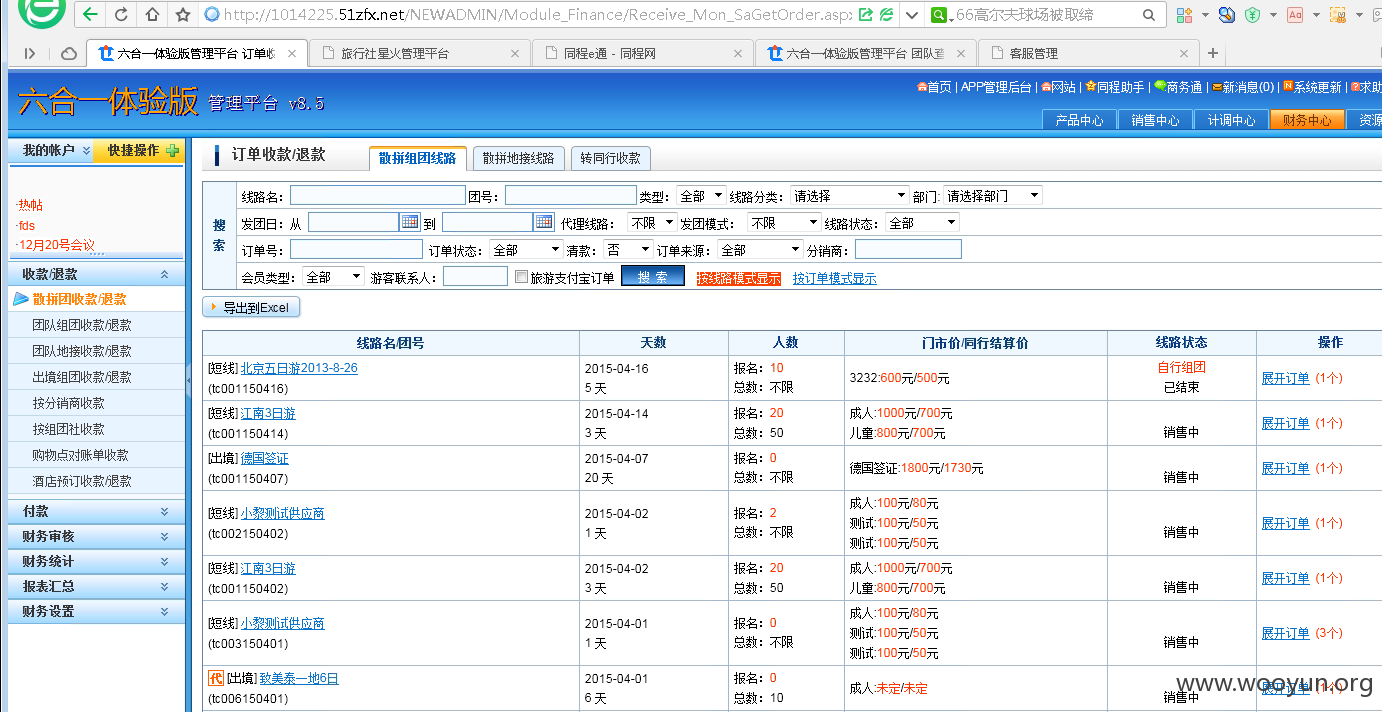 http://1014225.51zfx.net/NEWADMIN/Module_Finance/Receive_Mon_SaGetOrder.asp
66高尔夫球场被取缔
六合一体验版管理平台 订单收
旅行社星火管理平台
同程e通 - 同程网
六合一体验版管理平台 团队
客服管理
六合一体验版 管理平台 v8.5
首页 | APP管理后台 | 网站 | 同程助手 | 商务通 | 新消息(0) | 系统更新 | 求助
产品中心 销售中心 计调中心 财务中心 资源
我的帐户 快捷操作
·热帖
·fds
·12月20号会议
收款/退款
散拼团收款/退款
团队组团收款/退款
团队地接收款/退款
出境组团收款/退款
按分销商收款
按组团社收款
购物点对账单收款
酒店预订收款/退款
付款
财务审核
财务统计
报表汇总
财务设置
订单收款/退款 散拼组团线路 散拼地接线路 转同行收款
搜索
线路名: 团号: 类型: 全部 线路分类: 请选择 部门: 请选择部门
发团日: 从 到 代理线路: 不限 发团模式: 不限 线路状态: 全部
订单号: 订单状态: 全部 清款: 否 订单来源: 全部 分销商:
会员类型: 全部 游客联系人: 旅游支付宝订单 搜 索 按线路模式显示 按订单模式显示
导出到Excel
线路名/团号 天数 人数 门市价/同行结算价 线路状态 操作
[短线] 北京五日游2013-8-26 2015-04-16 报名: 10 3232:600元/500元 自行组团 展开订单 (1个)
(tc001150416) 5 天 总数: 不限 已结束
[短线] 江南3日游 2015-04-14 报名: 20 成人:1000元/700元 展开订单 (1个)
(tc001150414) 3 天 总数: 50 儿童:800元/700元 销售中
[出境] 德国签证 2015-04-07 报名: 0 德国签证:1800元/1730元 展开订单 (1个)
(tc001150407) 20 天 总数: 不限 销售中
[短线] 小黎测试供应商 2015-04-02 报名: 2 成人:100元/80元 展开订单 (1个)
(tc002150402) 1 天 总数: 不限 测试:100元/50元 销售中
测试:100元/50元
[短线] 江南3日游 2015-04-02 报名: 20 成人:1000元/700元 展开订单 (1个)
(tc001150402) 3 天 总数: 50 儿童:800元/700元 销售中
[短线] 小黎测试供应商 2015-04-01 报名: 0 成人:100元/80元 展开订单 (3个)
(tc003150401) 1 天 总数: 不限 测试:100元/50元 销售中
测试:100元/50元
代 [出境] 致美泰一地6日 2015-04-01 报名: 0 成人:未定/未定
(tc006150401) 6 天 总数: 10 销售中
www.wooyun.org